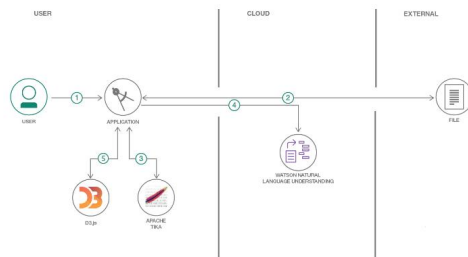 USER
CLOUD
EXTERNAL
1
2
4
USER
APPLICATION
FILE
5
3
WATSON NATURAL
LANGUAGE UNDERSTANDING
D3
D3.js
APACHE
TIKA